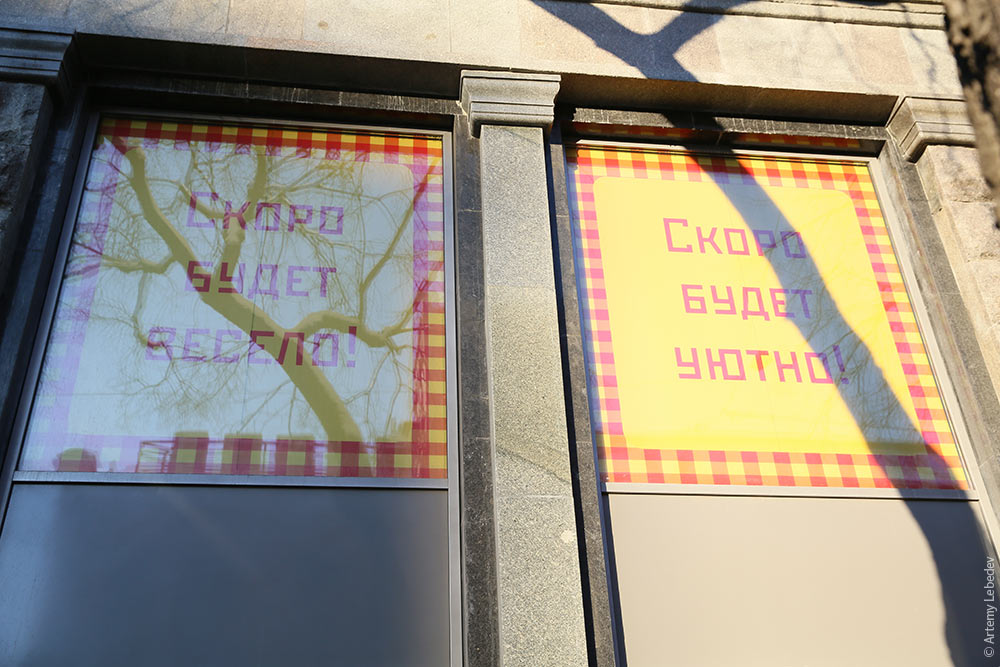 Скоро
будет
весело!
Скоро
будет
уютно!
© Artemy Lebedev